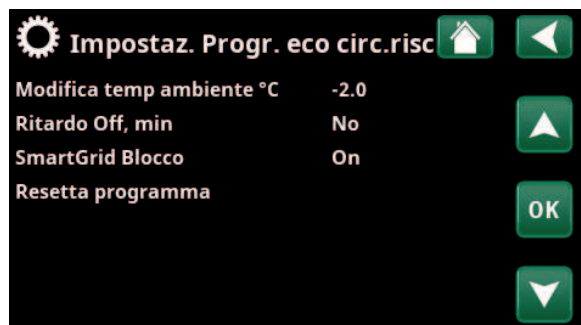 Impostaz. Progr. eco circ.risc
Modifica temp ambiente °C -2.0
Ritardo Off, min No
SmartGrid Blocco On
Resetta programma
OK